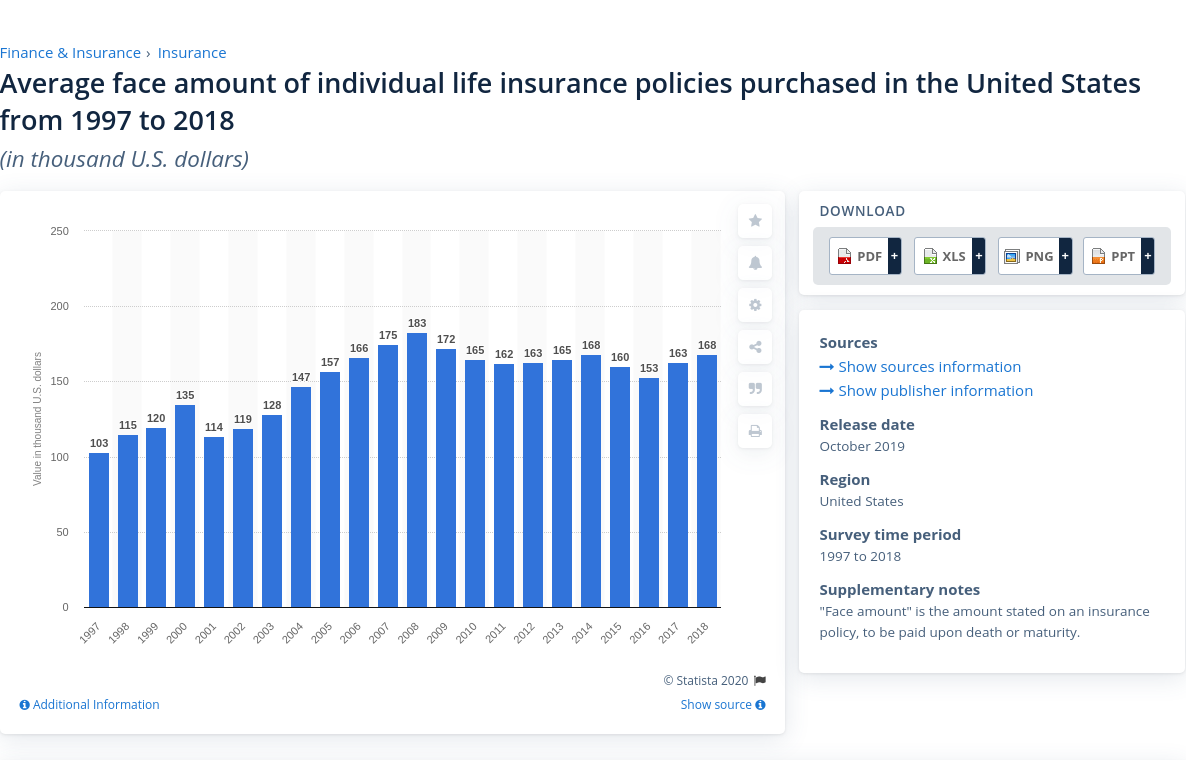 Finance & Insurance › Insurance
Average face amount of individual life insurance policies purchased in the United States
from 1997 to 2018
(in thousand U.S. dollars)
250
200
150
100
50
0
Value in thousand U.S. dollars
103
115
120
135
114
119
128
147
157
166
175
183
172
165
162
163
165
168
160
153
163
168
1997
1998
1999
2000
2001
2002
2003
2004
2005
2006
2007
2008
2009
2010
2011
2012
2013
2014
2015
2016
2017
2018
© Statista 2020
Additional Information
Show source
DOWNLOAD
PDF +
XLS +
PNG +
PPT +
Sources
Show sources information
Show publisher information
Release date
October 2019
Region
United States
Survey time period
1997 to 2018
Supplementary notes
"Face amount" is the amount stated on an insurance
policy, to be paid upon death or maturity.